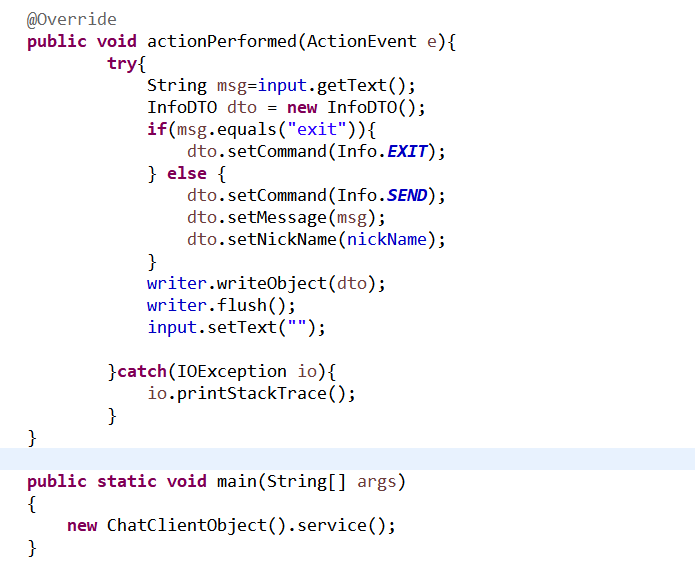 @Override
public void actionPerformed(ActionEvent e){
        try{
            String msg=input.getText();
            InfoDTO dto = new InfoDTO();
            if(msg.equals("exit")){
                dto.setCommand(Info.EXIT);
            } else {
                dto.setCommand(Info.SEND);
                dto.setMessage(msg);
                dto.setNickName(nickName);
            }
            writer.writeObject(dto);
            writer.flush();
            input.setText("");

        }catch(IOException io){
            io.printStackTrace();
        }
}

public static void main(String[] args)
{
    new ChatClientObject().service();
}